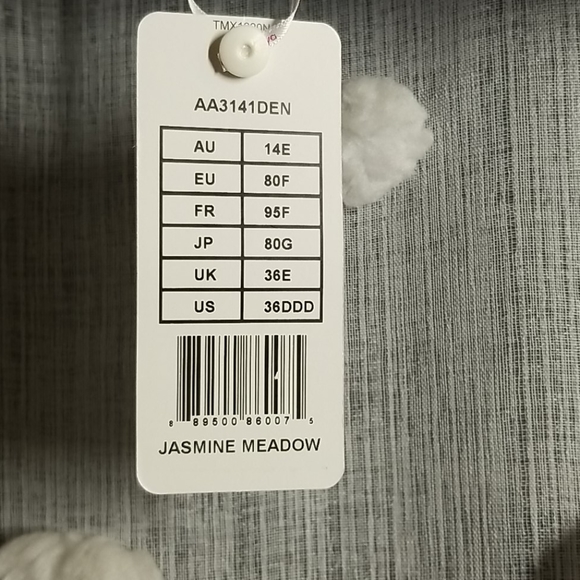 AA3141DEN
AU 14E
EU 80F
FR 95F
JP 80G
UK 36E
US 36DDD
8 89500 86007 5
JASMINE MEADOW